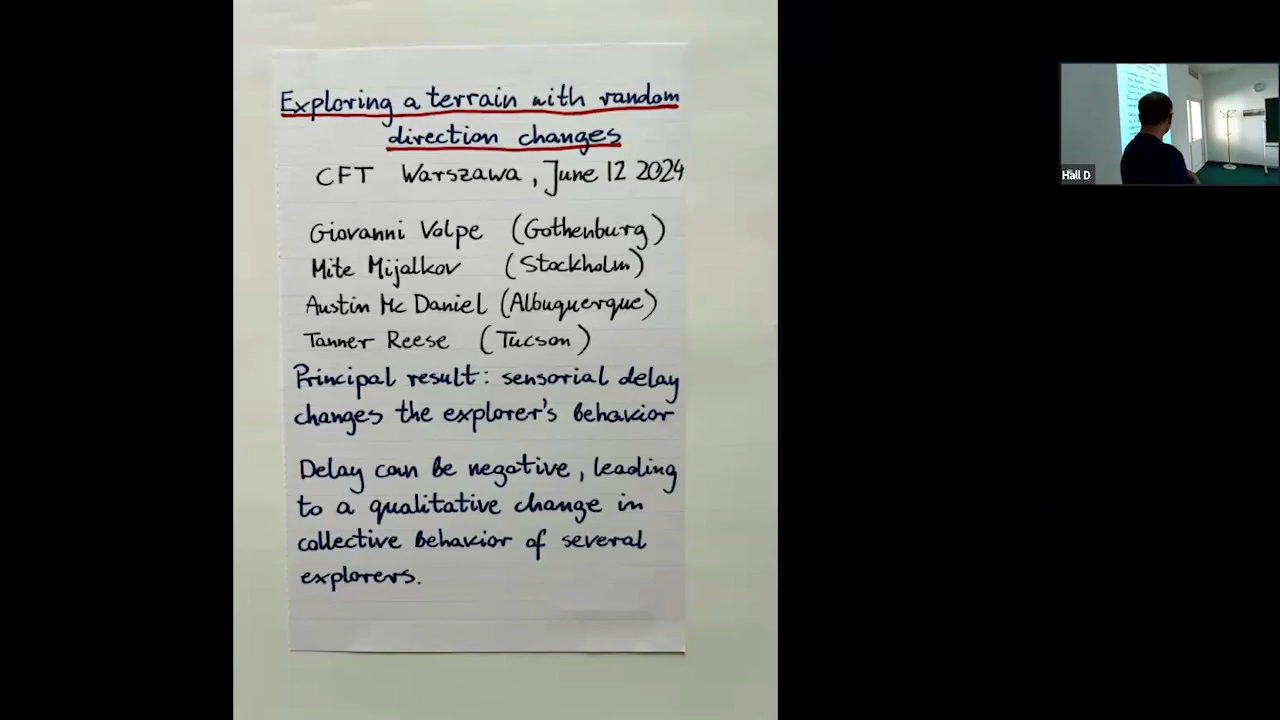 Exploring a terrain with random
direction changes
CFT Warszawa, June 12 2024
Giovanni Volpe (Gothenburg)
Mite Mijalkov (Stockholm)
Austin Mc Daniel (Albuquerque)
Tanner Reese (Tucson)
Principal result: sensorial delay
changes the explorer's behavior
Delay can be negative, leading
to a qualitative change in
collective behavior of several
explorers.
Hall D